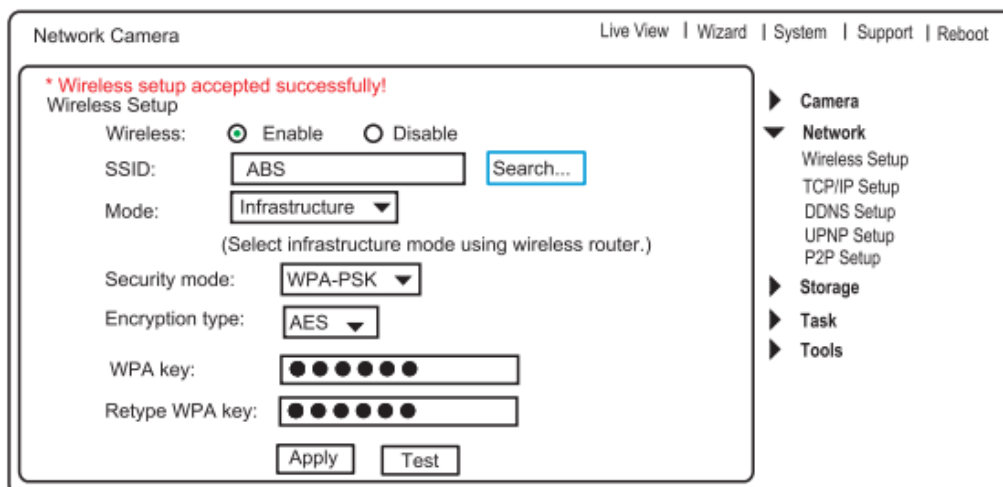 Network Camera
Live View | Wizard | System | Support | Reboot
* Wireless setup accepted successfully!
Wireless Setup
Wireless: Enable Disable
SSID: ABS Search...
Mode: Infrastructure
(Select infrastructure mode using wireless router.)
Security mode: WPA-PSK
Encryption type: AES
WPA key: ●●●●●●
Retype WPA key: ●●●●●●
Apply Test
Camera
Network
Wireless Setup
TCP/IP Setup
DDNS Setup
UPNP Setup
P2P Setup
Storage
Task
Tools